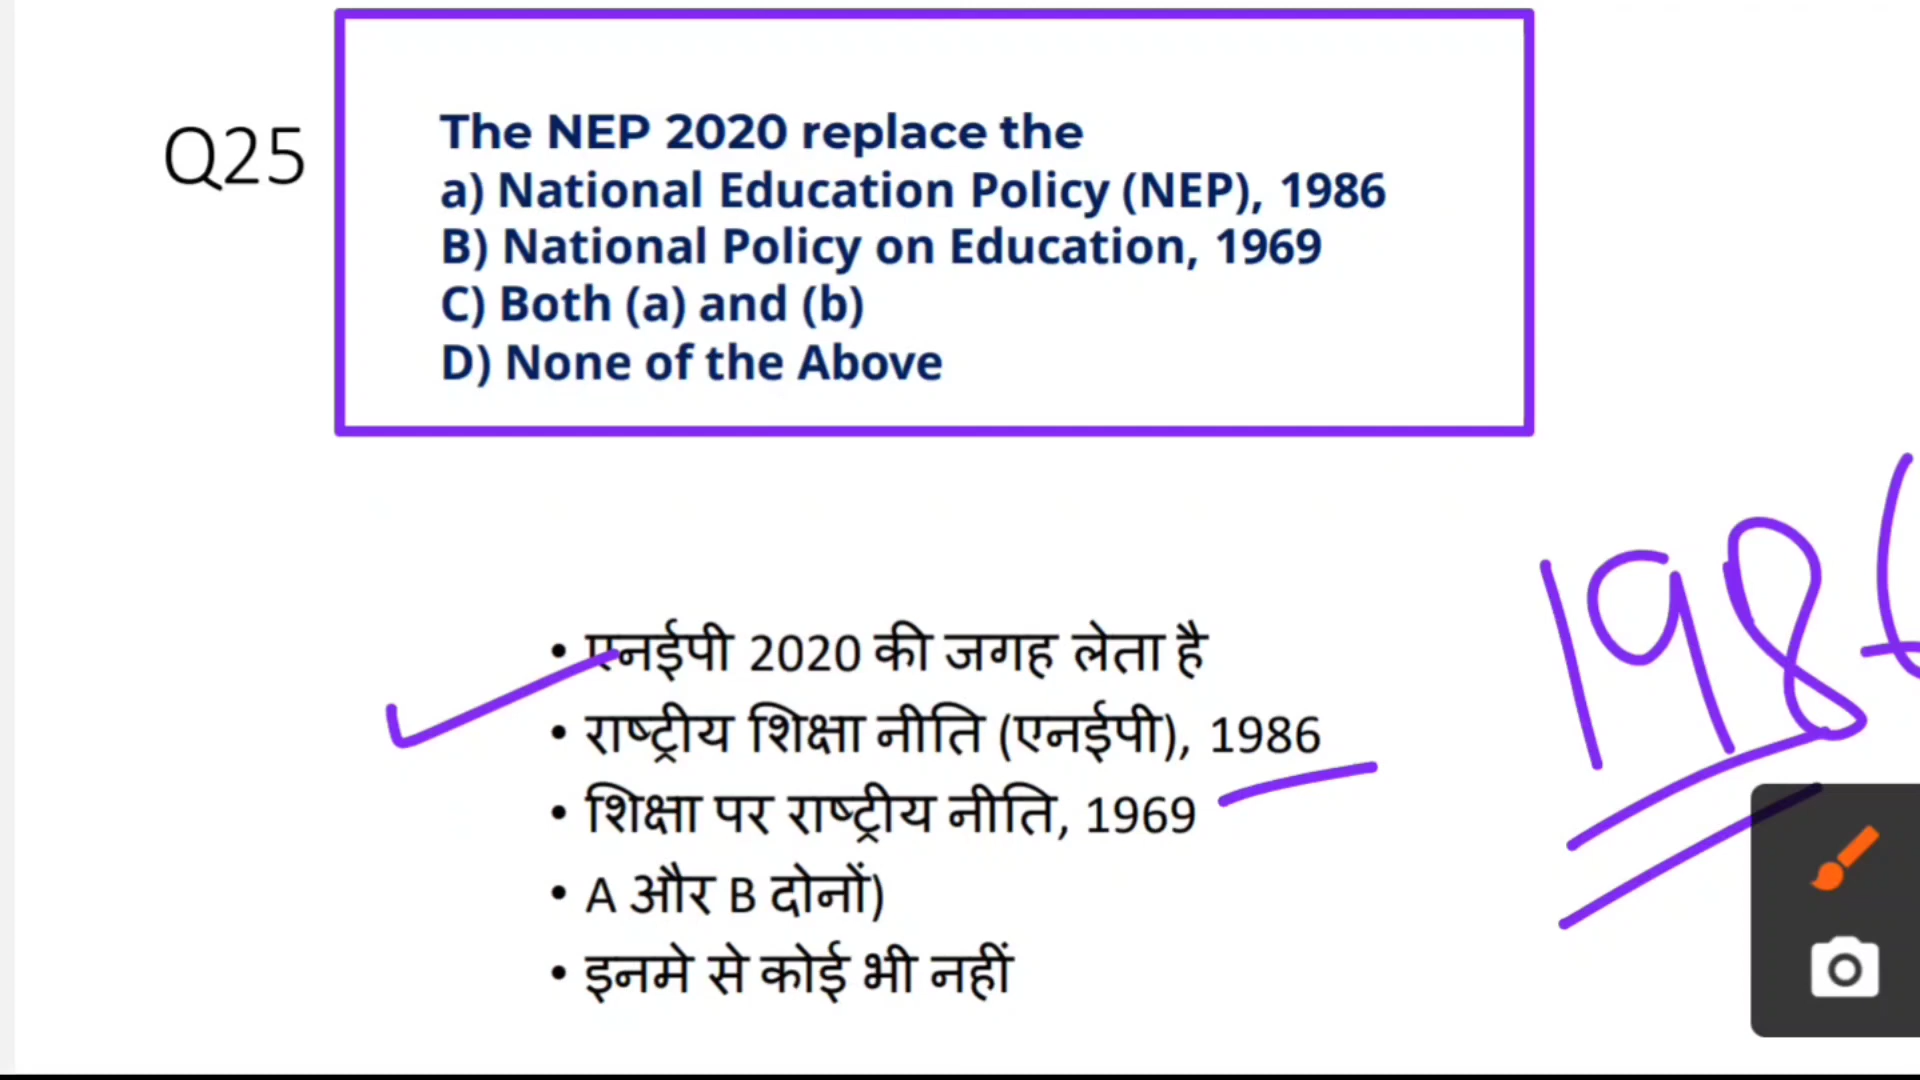 Q25
The NEP 2020 replace the
a) National Education Policy (NEP), 1986
B) National Policy on Education, 1969
C) Both (a) and (b)
D) None of the Above
• एनईपी 2020 की जगह लेता है
• राष्ट्रीय शिक्षा नीति (एनईपी), 1986
• शिक्षा पर राष्ट्रीय नीति, 1969
• A और B दोनों)
• इनमे से कोई भी नहीं